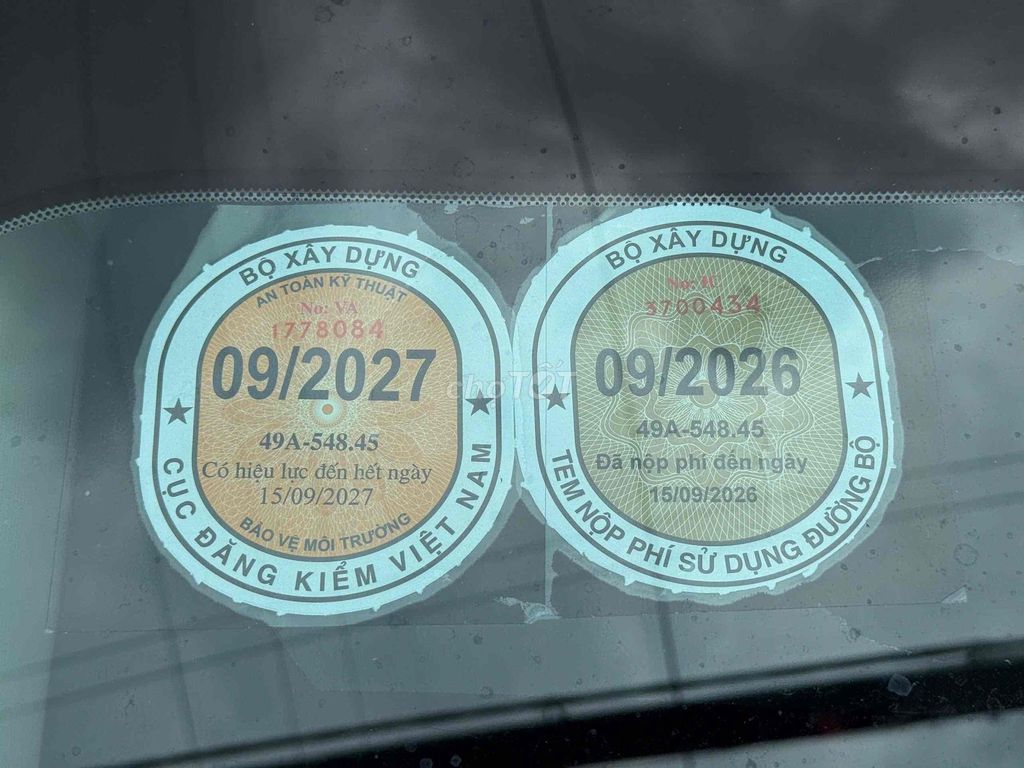 BỘ XÂY DỰNG
AN TOÀN KỸ THUẬT
No: VA
1778084
09/2027
49A-548.45
Có hiệu lực đến hết ngày
15/09/2027
BẢO VỆ MÔI TRƯỜNG
CỤC ĐĂNG KIỂM VIỆT NAM
BỘ XÂY DỰNG
3700434
09/2026
49A-548.45
Đã nộp phí đến ngày
15/09/2026
TEM NỘP PHÍ SỬ DỤNG ĐƯỜNG BỘ
choTỐT